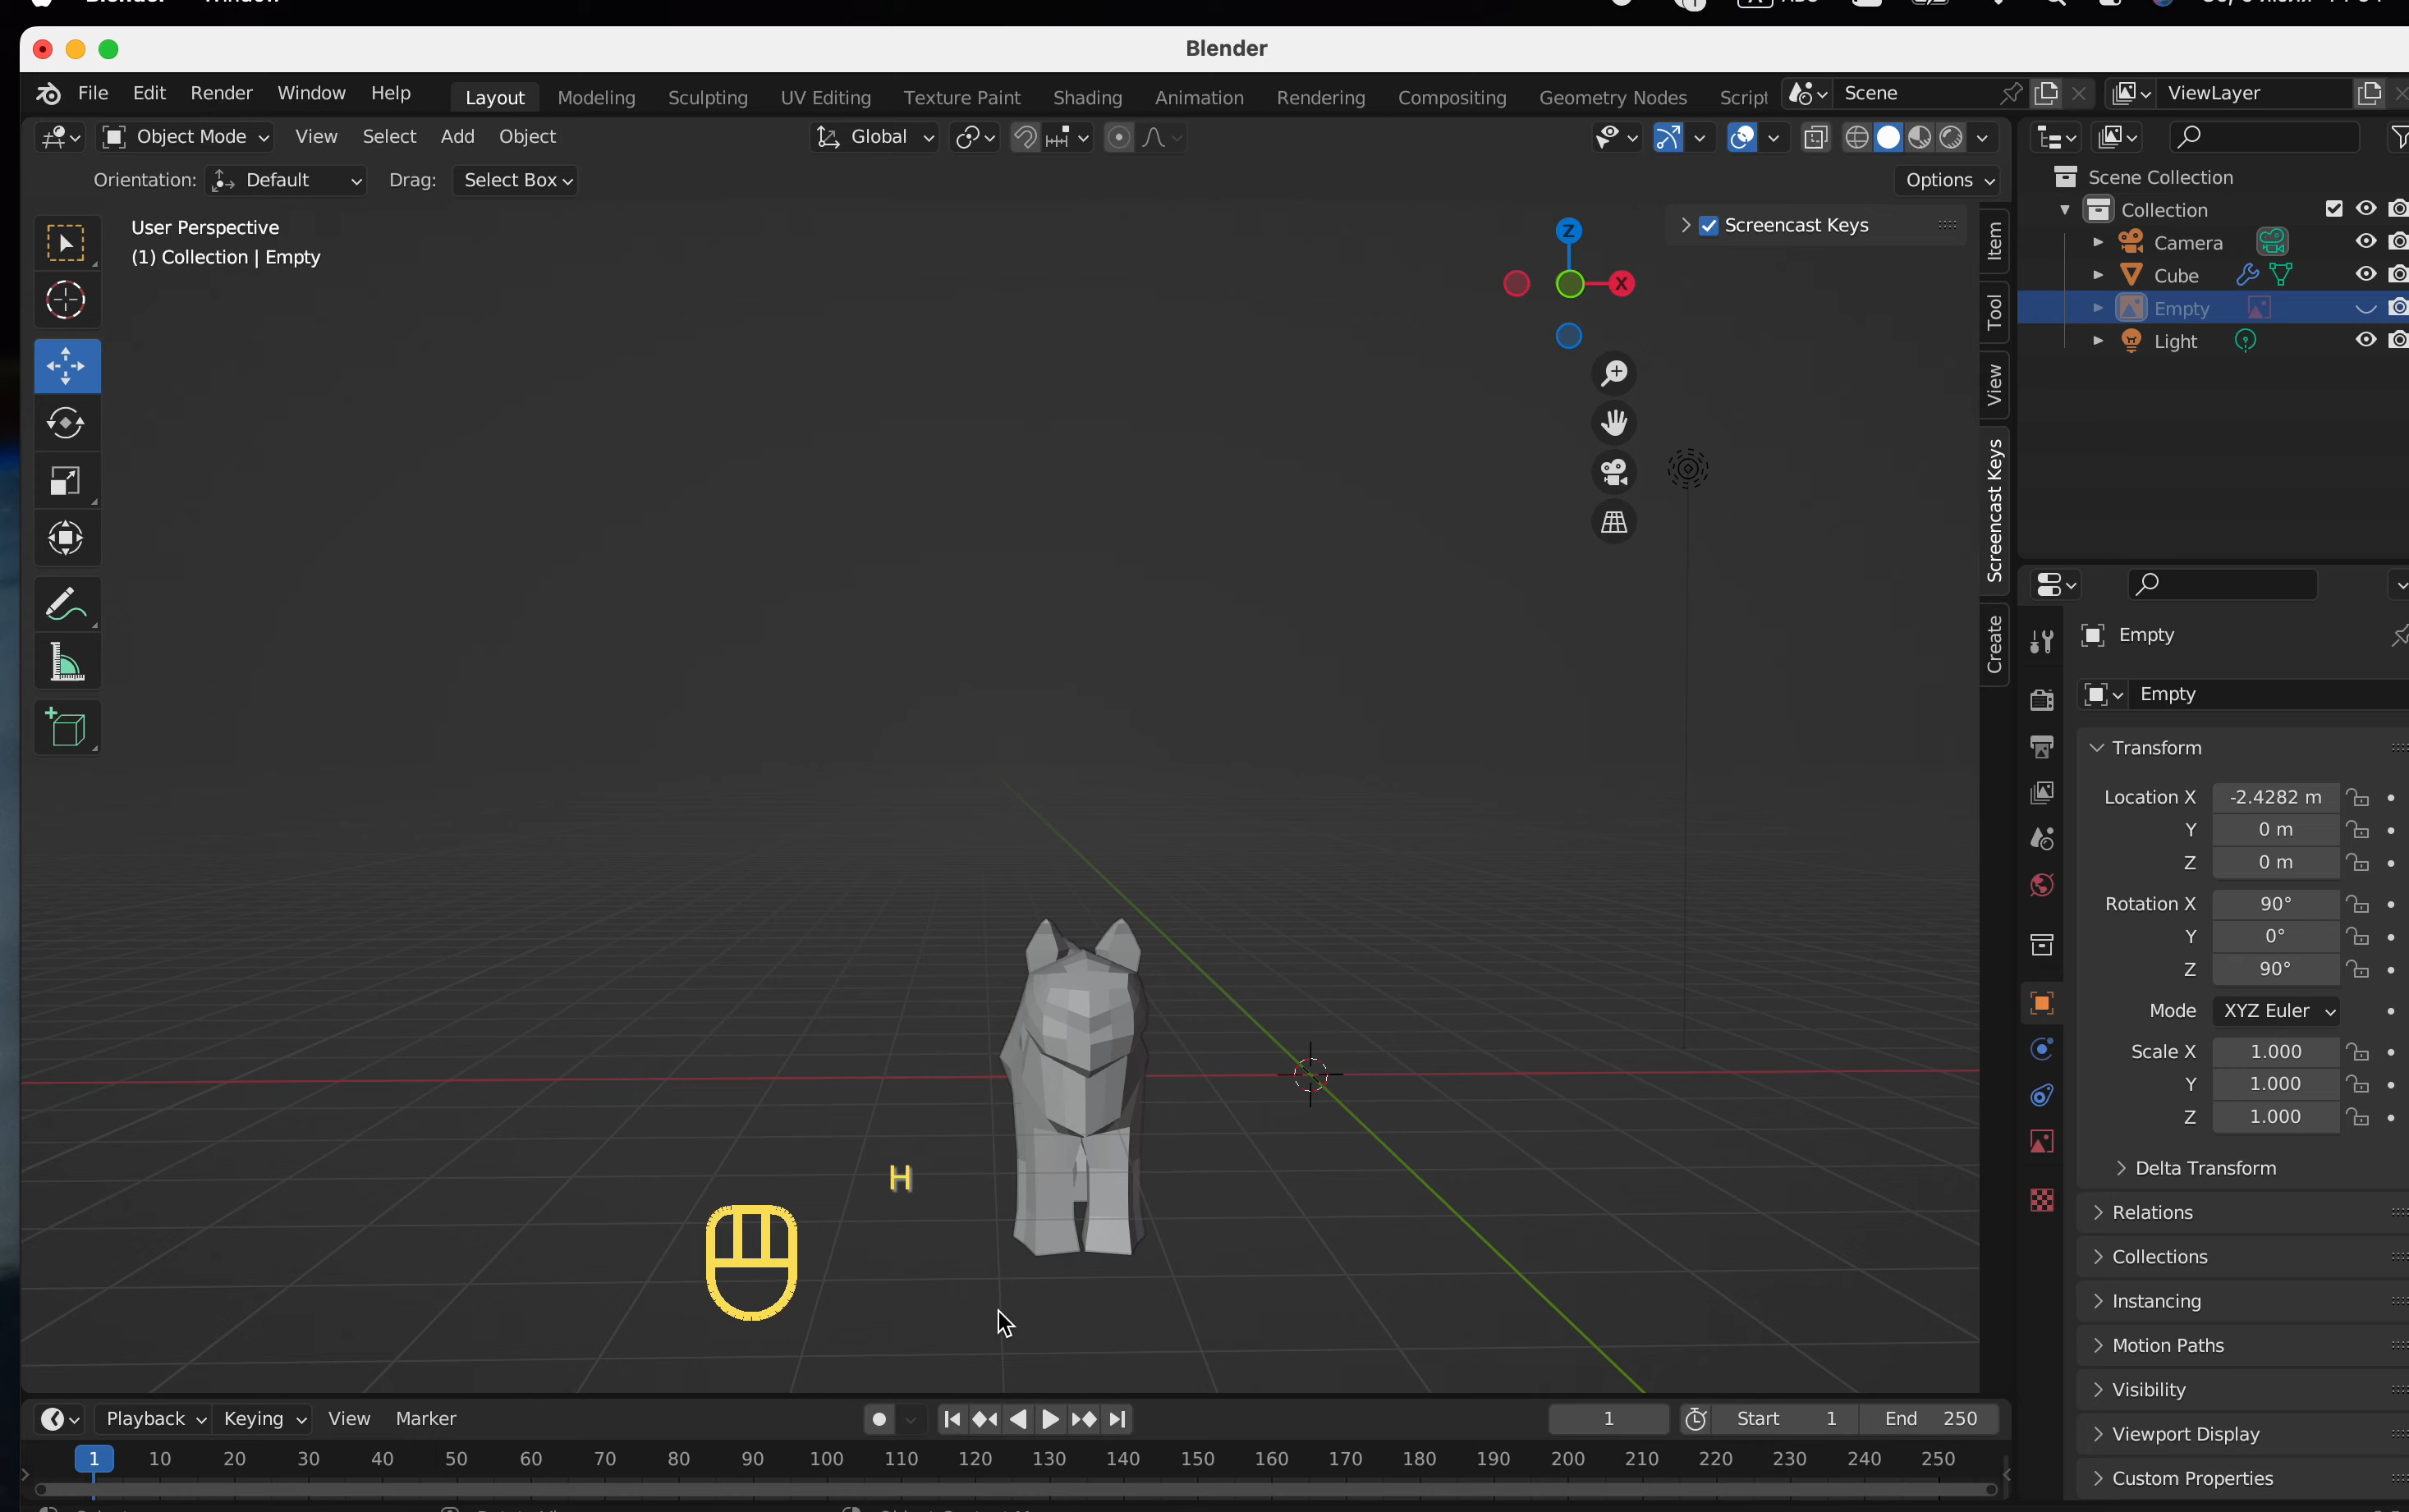 Blender
File Edit Render Window Help Layout Modeling Sculpting UV Editing Texture Paint Shading Animation Rendering Compositing Geometry Nodes Script Scene ViewLayer
Object Mode View Select Add Object Global
Orientation: Default Drag: Select Box Options
User Perspective
(1) Collection | Empty
Z
X
Screencast Keys
Item
Tool
View
Screencast Keys
Create
H
Scene Collection
Collection
Camera
Cube
Empty
Light
Empty
Empty
Transform
Location X -2.4282 m
Y 0 m
Z 0 m
Rotation X 90°
Y 0°
Z 90°
Mode XYZ Euler
Scale X 1.000
Y 1.000
Z 1.000
Delta Transform
Relations
Collections
Instancing
Motion Paths
Visibility
Viewport Display
Custom Properties
Playback Keying View Marker 1 Start 1 End 250
1 10 20 30 40 50 60 70 80 90 100 110 120 130 140 150 160 170 180 190 200 210 220 230 240 250